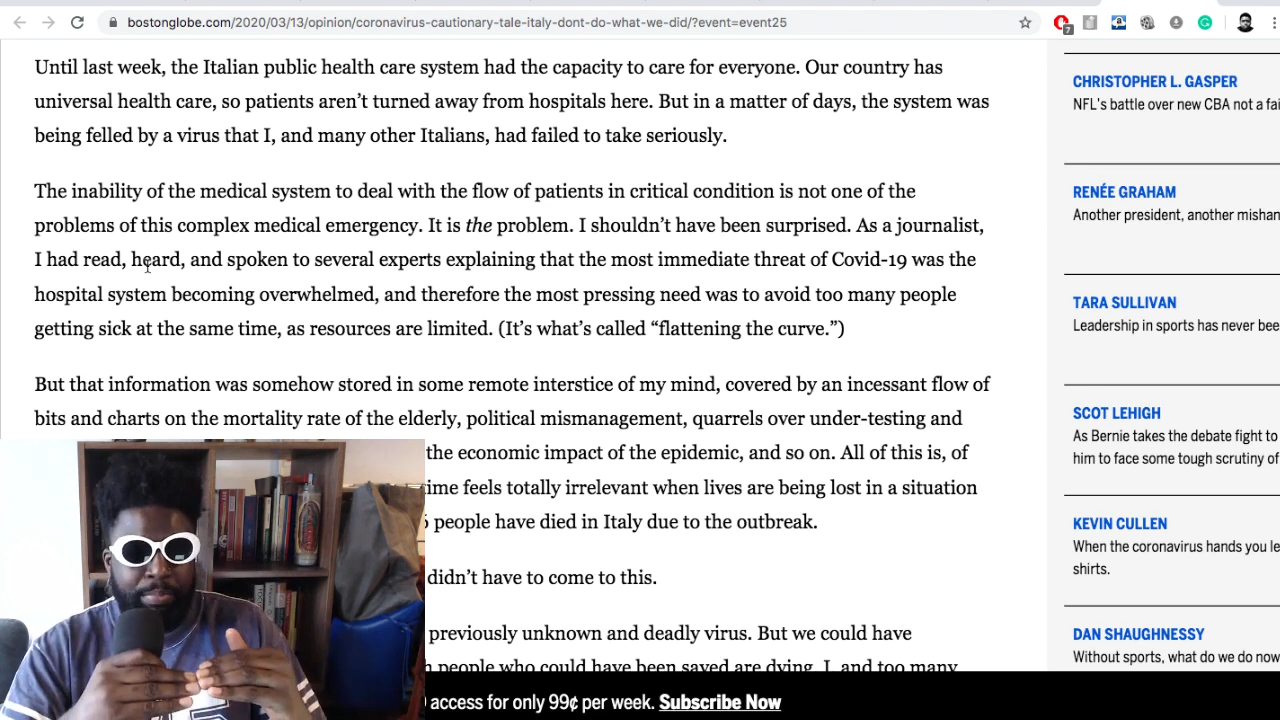 bostonglobe.com/2020/03/13/opinion/coronavirus-cautionary-tale-italy-dont-do-what-we-did/?event=event25
7
Until last week, the Italian public health care system had the capacity to care for everyone. Our country has
universal health care, so patients aren’t turned away from hospitals here. But in a matter of days, the system was
being felled by a virus that I, and many other Italians, had failed to take seriously.
The inability of the medical system to deal with the flow of patients in critical condition is not one of the
problems of this complex medical emergency. It is the problem. I shouldn’t have been surprised. As a journalist,
I had read, heard, and spoken to several experts explaining that the most immediate threat of Covid-19 was the
hospital system becoming overwhelmed, and therefore the most pressing need was to avoid too many people
getting sick at the same time, as resources are limited. (It’s what’s called “flattening the curve.”)
But that information was somehow stored in some remote interstice of my mind, covered by an incessant flow of
bits and charts on the mortality rate of the elderly, political mismanagement, quarrels over under-testing and
the economic impact of the epidemic, and so on. All of this is, of
time feels totally irrelevant when lives are being lost in a situation
people have died in Italy due to the outbreak.
didn’t have to come to this.
previously unknown and deadly virus. But we could have
people who could have been saved are dying. I, and too many
access for only 99¢ per week. Subscribe Now
CHRISTOPHER L. GASPER
NFL's battle over new CBA not a fai
RENÉE GRAHAM
Another president, another mishan
TARA SULLIVAN
Leadership in sports has never bee
SCOT LEHIGH
As Bernie takes the debate fight to
him to face some tough scrutiny of
KEVIN CULLEN
When the coronavirus hands you le
shirts.
DAN SHAUGHNESSY
Without sports, what do we do now